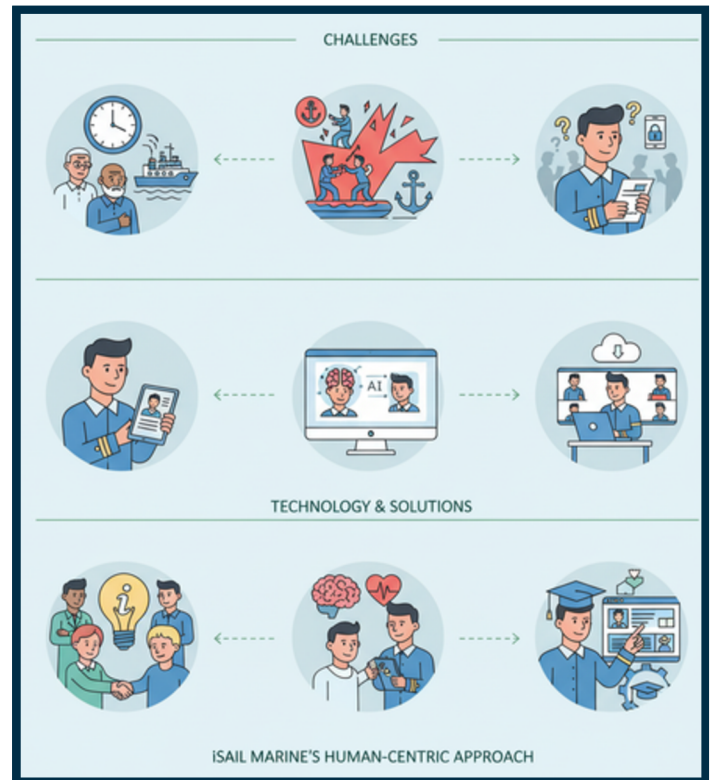 CHALLENGES
?
?
?
AI
TECHNOLOGY & SOLUTIONS
i
iSAIL MARINE'S HUMAN-CENTRIC APPROACH